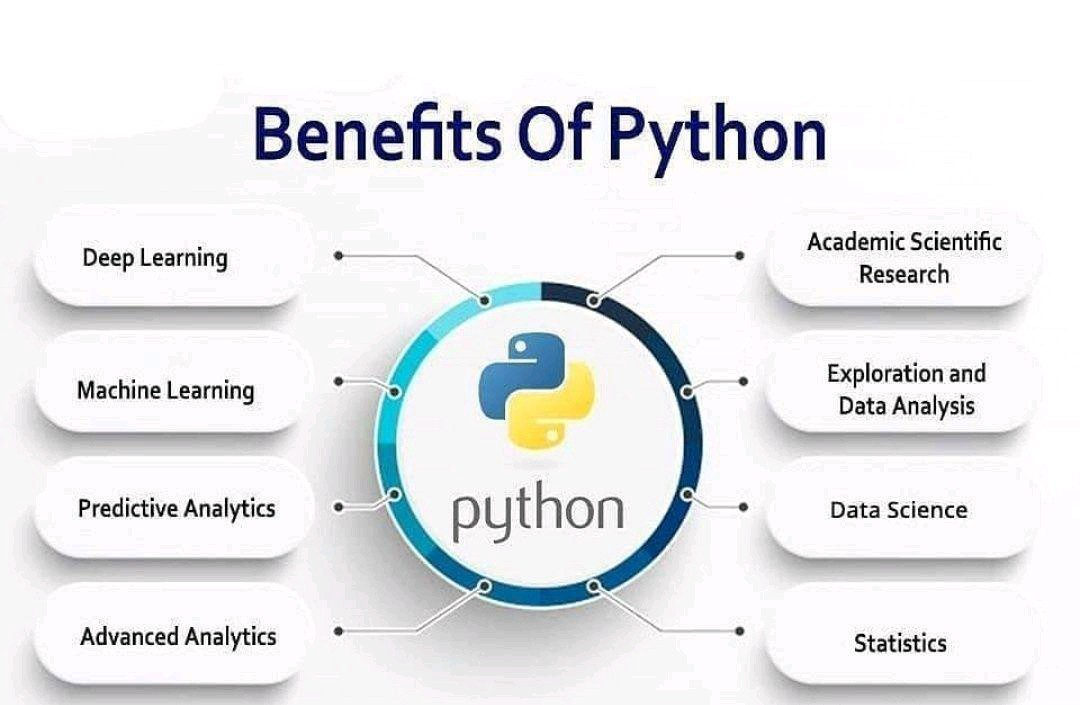 Benefits Of Python
Deep Learning
Machine Learning
Predictive Analytics
Advanced Analytics
python
Academic Scientific
Research
Exploration and
Data Analysis
Data Science
Statistics